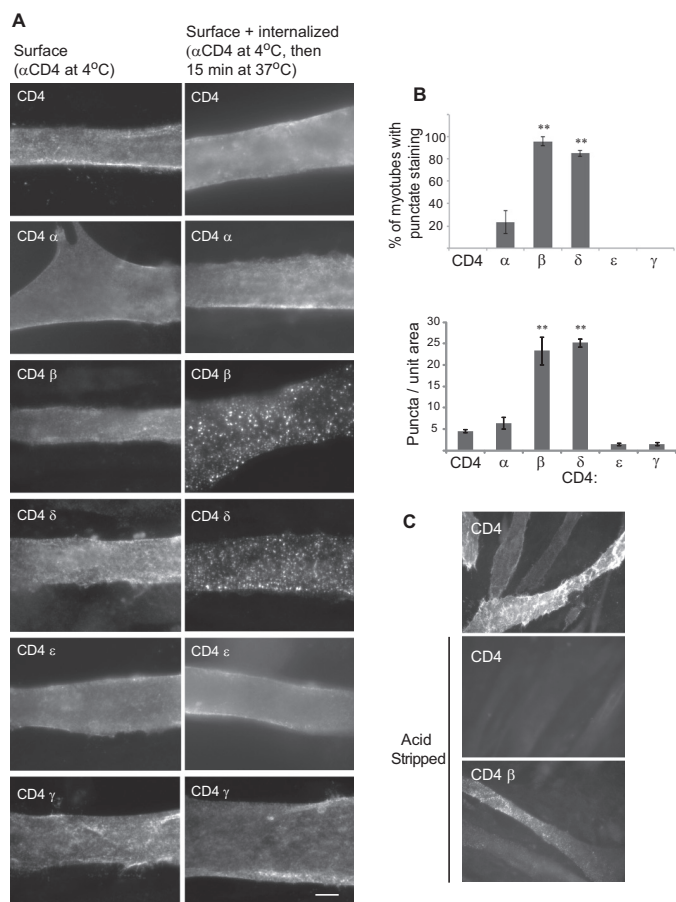 A
Surface
(αCD4 at 4°C)
Surface + internalized
(αCD4 at 4°C, then
15 min at 37°C)
CD4
CD4
CD4 α
CD4 α
CD4 β
CD4 β
CD4 δ
CD4 δ
CD4 ε
CD4 ε
CD4 γ
CD4 γ
B
% of myotubes with
punctate staining
100
80
60
40
20
**
**
CD4 α β δ ε γ
Puncta / unit area
30
25
20
15
10
5
**
**
CD4 α β δ ε γ
CD4:
C
CD4
CD4
Acid
Stripped
CD4 β